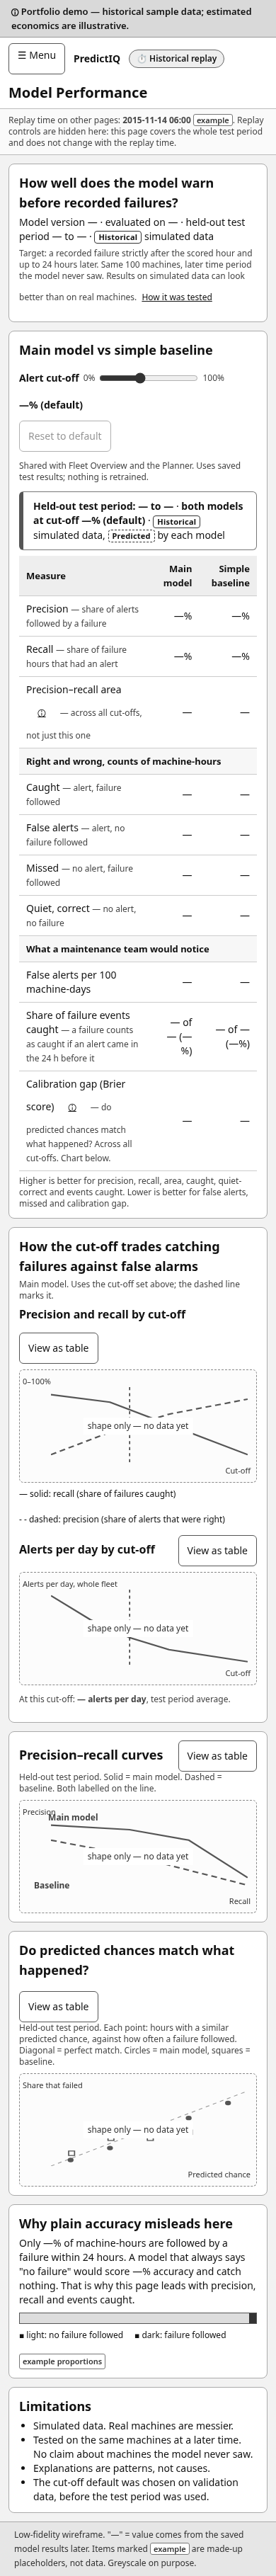 ⓘ Portfolio demo — historical sample data; estimated
economics are illustrative.
☰ Menu PredictIQ ⏱ Historical replay
Model Performance
Replay time on other pages: 2015-11-14 06:00 example. Replay
controls are hidden here: this page covers the whole test period
and does not change with the replay time.
How well does the model warn
before recorded failures?
Model version — · evaluated on — · held-out test
period — to — · Historical simulated data
Target: a recorded failure strictly after the scored hour and
up to 24 hours later. Same 100 machines, later time period
the model never saw. Results on simulated data can look
better than on real machines. How it was tested
Main model vs simple baseline
Alert cut-off 0% 100%
—% (default)
Reset to default
Shared with Fleet Overview and the Planner. Uses saved
test results; nothing is retrained.
Held-out test period: — to — · both models
at cut-off —% (default) · Historical
simulated data, Predicted by each model
Measure Main model Simple baseline
Precision — share of alerts
followed by a failure —% —%
Recall — share of failure
hours that had an alert —% —%
Precision–recall area
ⓘ — across all cut-offs, — —
not just this one
Right and wrong, counts of machine-hours
Caught — alert, failure
followed — —
False alerts — alert, no
failure followed — —
Missed — no alert, failure
followed — —
Quiet, correct — no alert,
no failure — —
What a maintenance team would notice
False alerts per 100
machine-days — —
Share of failure events
caught — a failure counts
as caught if an alert came in
the 24 h before it — of — (—%) — of — (—%)
Calibration gap (Brier
score) ⓘ — do
predicted chances match
what happened? Across all
cut-offs. Chart below. — —
Higher is better for precision, recall, area, caught, quiet-
correct and events caught. Lower is better for false alerts,
missed and calibration gap.
How the cut-off trades catching
failures against false alarms
Main model. Uses the cut-off set above; the dashed line
marks it.
Precision and recall by cut-off
View as table
0–100%
shape only — no data yet
Cut-off
— solid: recall (share of failures caught)
- - dashed: precision (share of alerts that were right)
Alerts per day by cut-off View as table
Alerts per day, whole fleet
shape only — no data yet
Cut-off
At this cut-off: — alerts per day, test period average.
Precision–recall curves View as table
Held-out test period. Solid = main model. Dashed =
baseline. Both labelled on the line.
Precision
Main model
shape only — no data yet
Baseline
Recall
Do predicted chances match what
happened?
View as table
Held-out test period. Each point: hours with a similar
predicted chance, against how often a failure followed.
Diagonal = perfect match. Circles = main model, squares =
baseline.
Share that failed
shape only — no data yet
Predicted chance
Why plain accuracy misleads here
Only —% of machine-hours are followed by a
failure within 24 hours. A model that always says
"no failure" would score —% accuracy and catch
nothing. That is why this page leads with precision,
recall and events caught.
▪ light: no failure followed ▪ dark: failure followed
example proportions
Limitations
• Simulated data. Real machines are messier.
• Tested on the same machines at a later time.
No claim about machines the model never saw.
• Explanations are patterns, not causes.
• The cut-off default was chosen on validation
data, before the test period was used.
Low-fidelity wireframe. "—" = value comes from the saved
model results later. Items marked example are made-up
placeholders, not data. Greyscale on purpose.